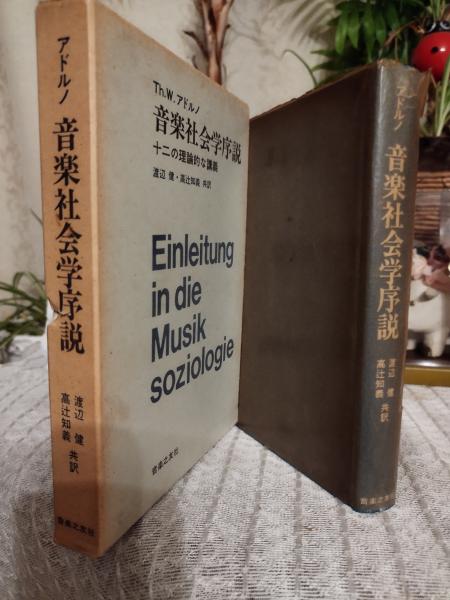 アドルノ
音楽社会学序説
渡辺 健
高辻知義 共訳
音楽之友社
Th.W.アドルノ
音楽社会学序説
十二の理論的な講義
渡辺 健・高辻知義 共訳
Einleitung
in die
Musik
soziologie
音楽之友社
アドルノ
音楽社会学序説
渡辺 健
高辻知義 共訳
音楽之友社